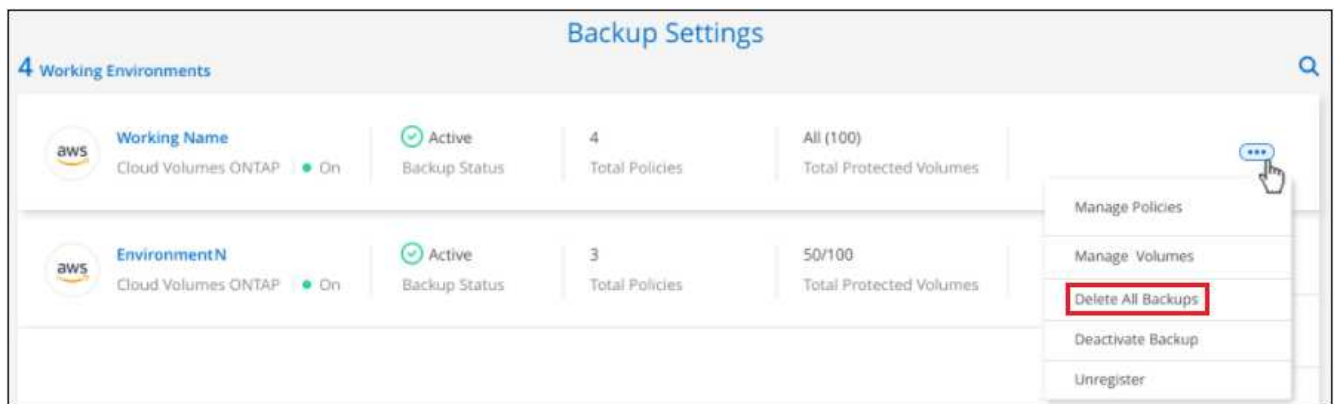 Backup Settings
4 Working Environments
aws Working Name Active 4 All (100)
Cloud Volumes ONTAP On Backup Status Total Policies Total Protected Volumes
Manage Policies
aws EnvironmentN Active 3 50/100
Cloud Volumes ONTAP On Backup Status Total Policies Total Protected Volumes
Manage Volumes
Delete All Backups
Deactivate Backup
Unregister